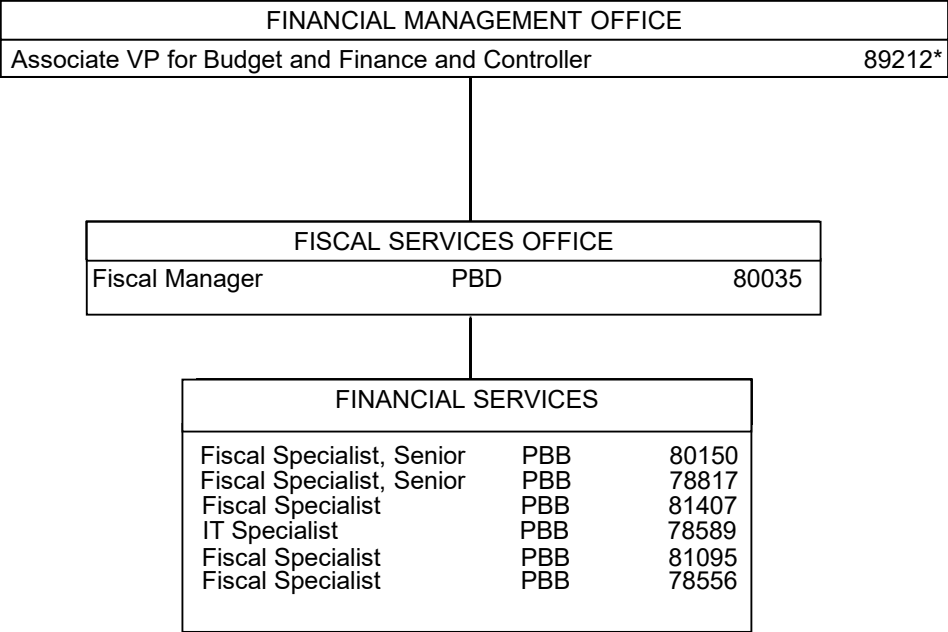 FINANCIAL MANAGEMENT OFFICE
Associate VP for Budget and Finance and Controller 89212*
FISCAL SERVICES OFFICE
Fiscal Manager PBD 80035
FINANCIAL SERVICES
Fiscal Specialist, Senior PBB 80150
Fiscal Specialist, Senior PBB 78817
Fiscal Specialist PBB 81407
IT Specialist PBB 78589
Fiscal Specialist PBB 81095
Fiscal Specialist PBB 78556